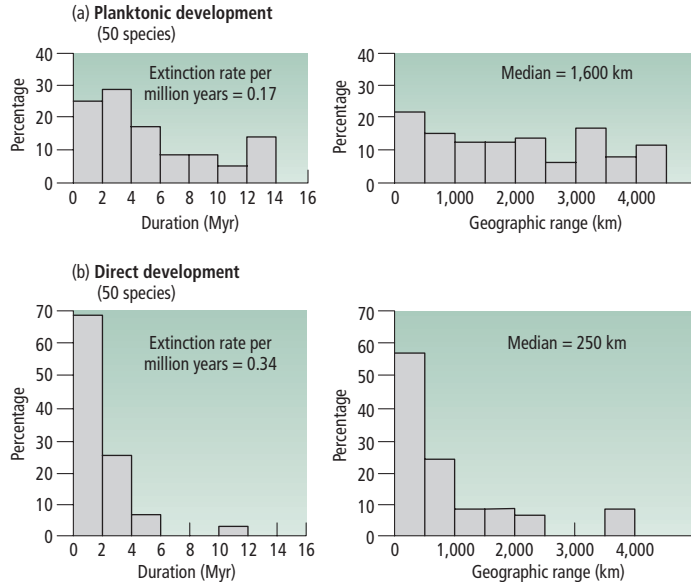 (a) Planktonic development
(50 species)
Percentage
40
30
20
10
0
Extinction rate per
million years = 0.17
0 2 4 6 8 10 12 14 16
Duration (Myr)
Percentage
40
30
20
10
0
Median = 1,600 km
0 1,000 2,000 3,000 4,000
Geographic range (km)
(b) Direct development
(50 species)
Percentage
70
60
50
40
30
20
10
0
Extinction rate per
million years = 0.34
0 2 4 6 8 10 12 14 16
Duration (Myr)
Percentage
70
60
50
40
30
20
10
0
Median = 250 km
0 1,000 2,000 3,000 4,000
Geographic range (km)